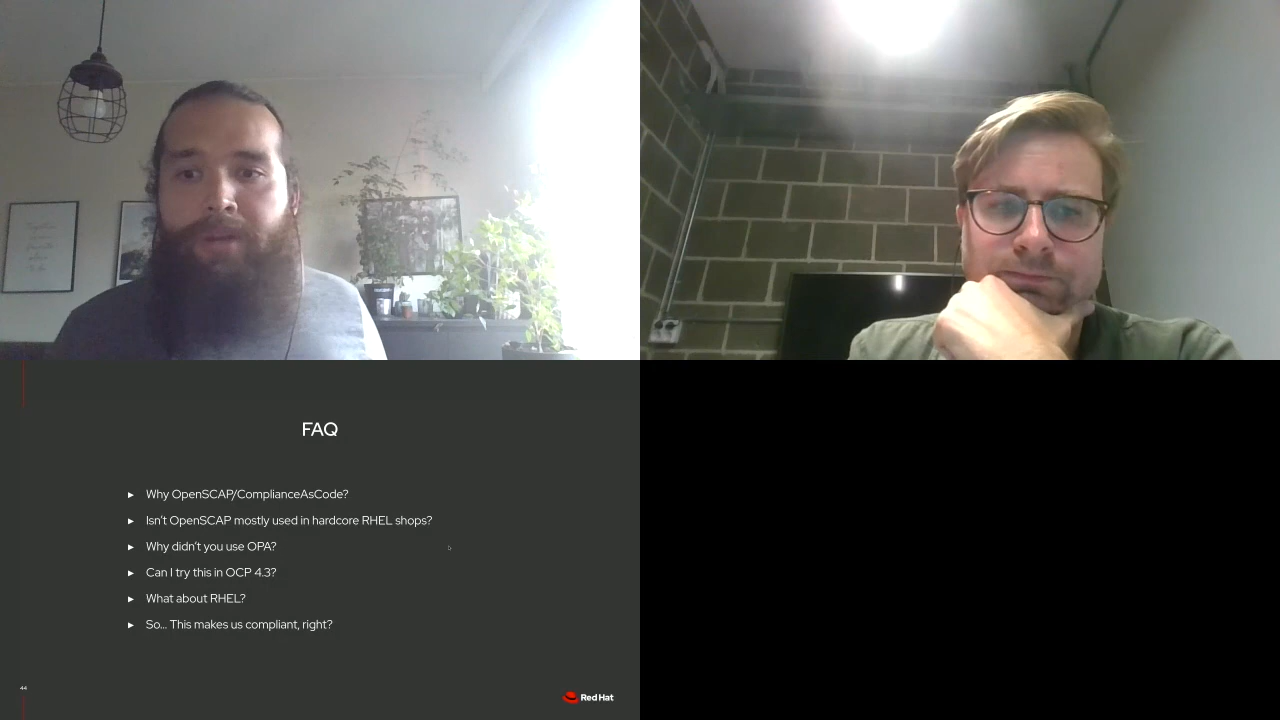 FAQ
► Why OpenSCAP/ComplianceAsCode?
► Isn't OpenSCAP mostly used in hardcore RHEL shops?
► Why didn't you use OPA?
► Can I try this in OCP 4.3?
► What about RHEL?
► So... This makes us compliant, right?
44
Red Hat